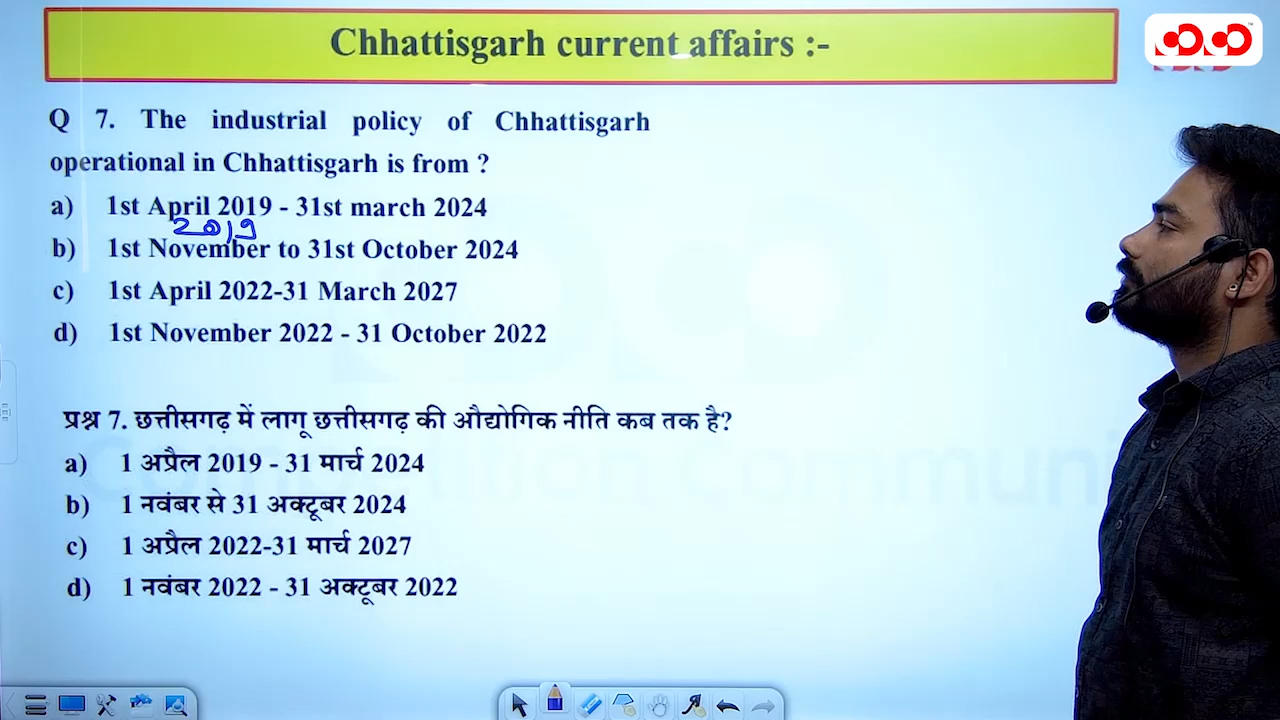 Chhattisgarh current affairs :-
Q 7. The industrial policy of Chhattisgarh
operational in Chhattisgarh is from ?
a) 1st April 2019 - 31st march 2024
2019
b) 1st November to 31st October 2024
c) 1st April 2022-31 March 2027
d) 1st November 2022 - 31 October 2022
प्रश्न 7. छत्तीसगढ़ में लागू छत्तीसगढ़ की औद्योगिक नीति कब तक है?
a) 1 अप्रैल 2019 - 31 मार्च 2024
b) 1 नवंबर से 31 अक्टूबर 2024
c) 1 अप्रैल 2022-31 मार्च 2027
d) 1 नवंबर 2022 - 31 अक्टूबर 2022